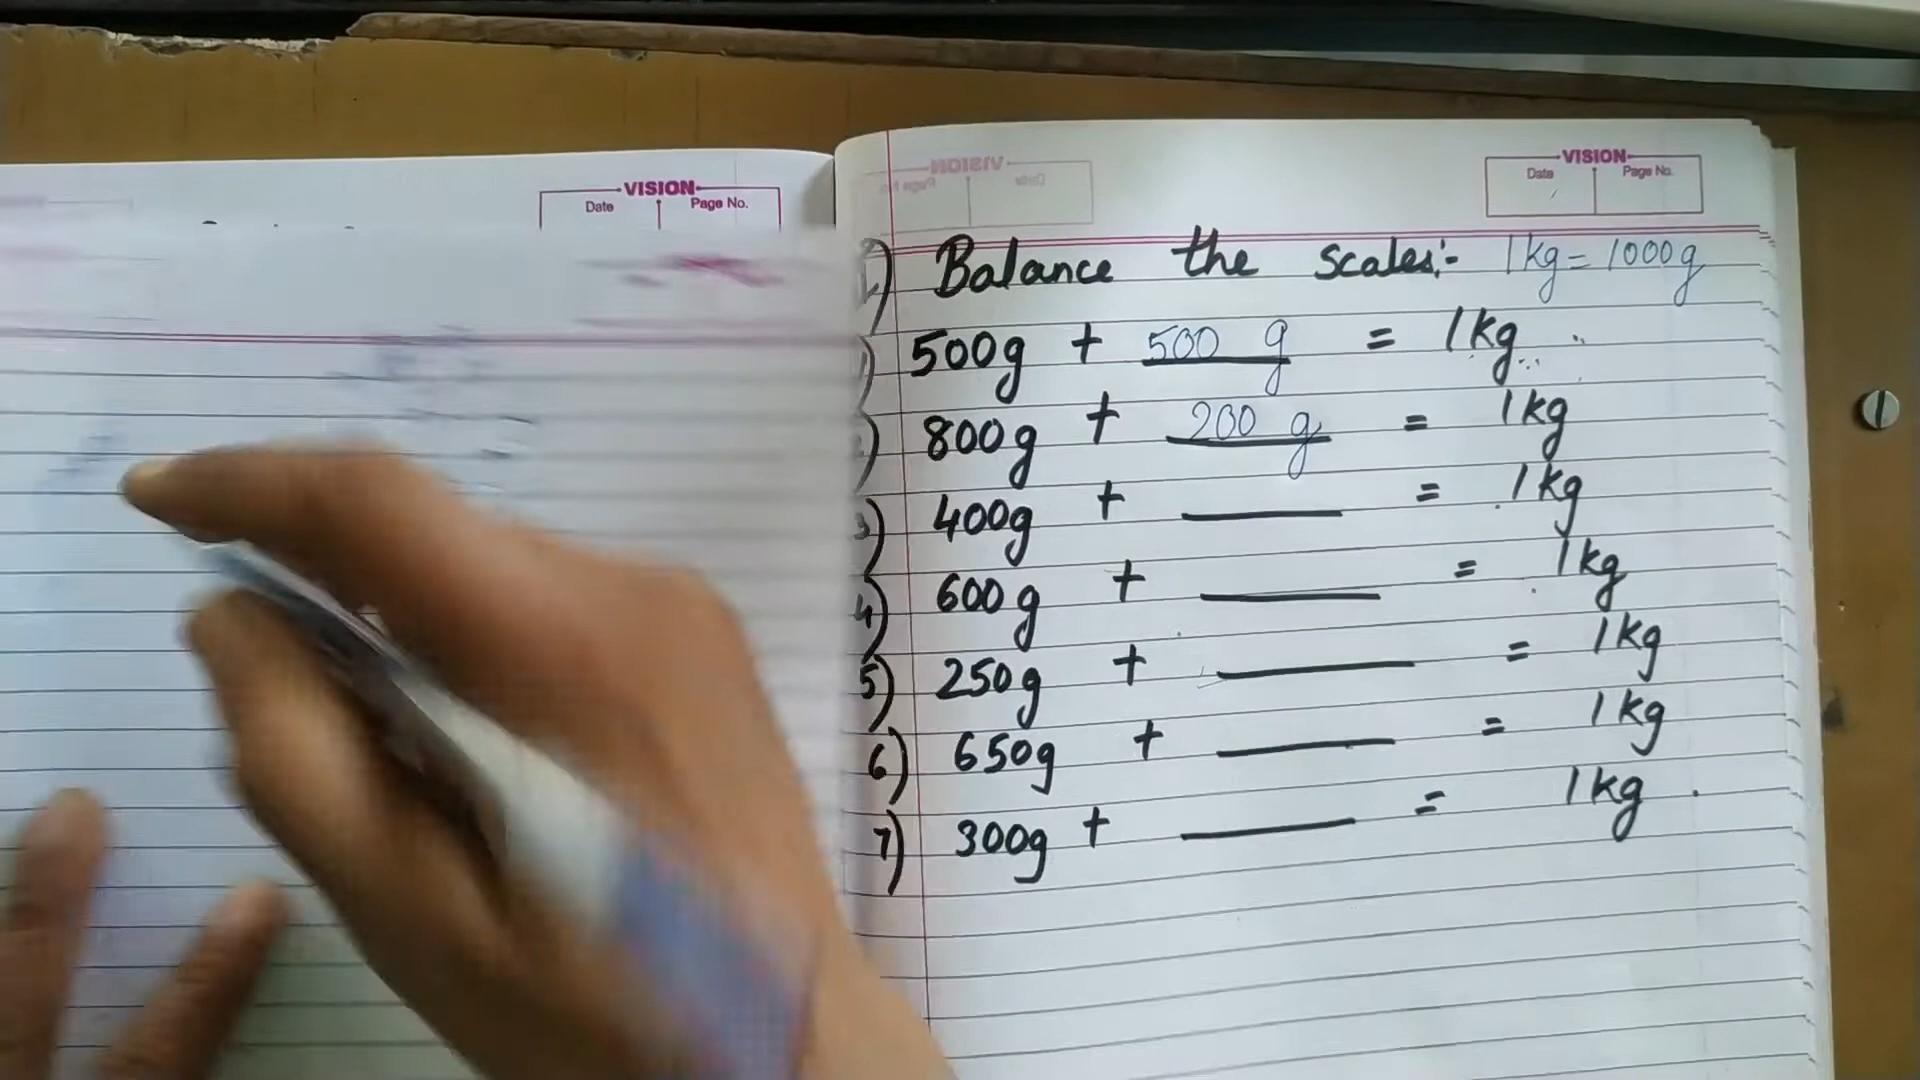 VISION
Date Page No.
VISION
Date Page No.
Balance the scales:- 1kg = 1000g
500g + 500 g = 1kg
800g + 200 g = 1kg
3) 400g + = 1kg
4) 600g + = 1kg
5) 250g + = 1kg
6) 650g + = 1kg
7) 300g + = 1kg